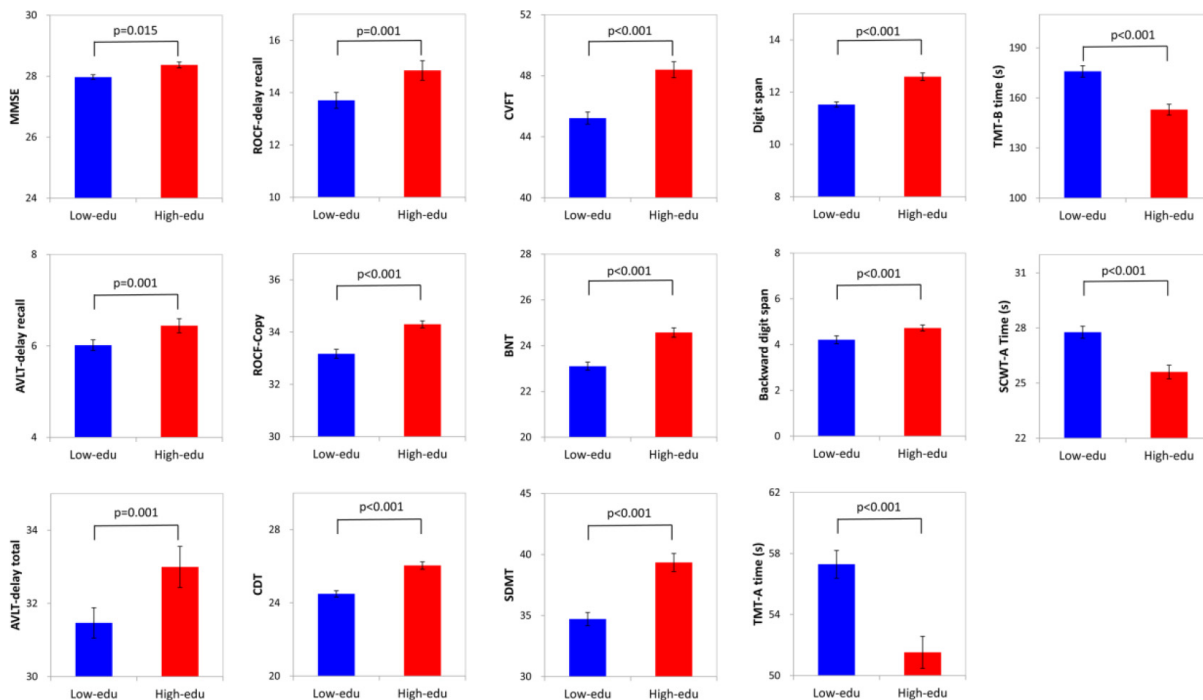 MMSE
30
28
26
24
p=0.015
Low-edu High-edu
ROCF-delay recall
16
14
12
10
p=0.001
Low-edu High-edu
CVFT
52
48
44
40
p<0.001
Low-edu High-edu
Digit span
14
12
10
8
p<0.001
Low-edu High-edu
TMT-B time (s)
190
160
130
100
p<0.001
Low-edu High-edu
AVLT-delay recall
8
6
4
p=0.001
Low-edu High-edu
ROCF-Copy
36
34
32
30
p<0.001
Low-edu High-edu
BNT
28
26
24
22
20
p<0.001
Low-edu High-edu
Backward digit span
8
6
4
2
0
p<0.001
Low-edu High-edu
SCWT-A Time (s)
31
28
25
22
p<0.001
Low-edu High-edu
AVLT-delay total
34
32
30
p=0.001
Low-edu High-edu
CDT
28
24
20
p<0.001
Low-edu High-edu
SDMT
45
40
35
30
p<0.001
Low-edu High-edu
TMT-A time (s)
62
58
54
50
p<0.001
Low-edu High-edu